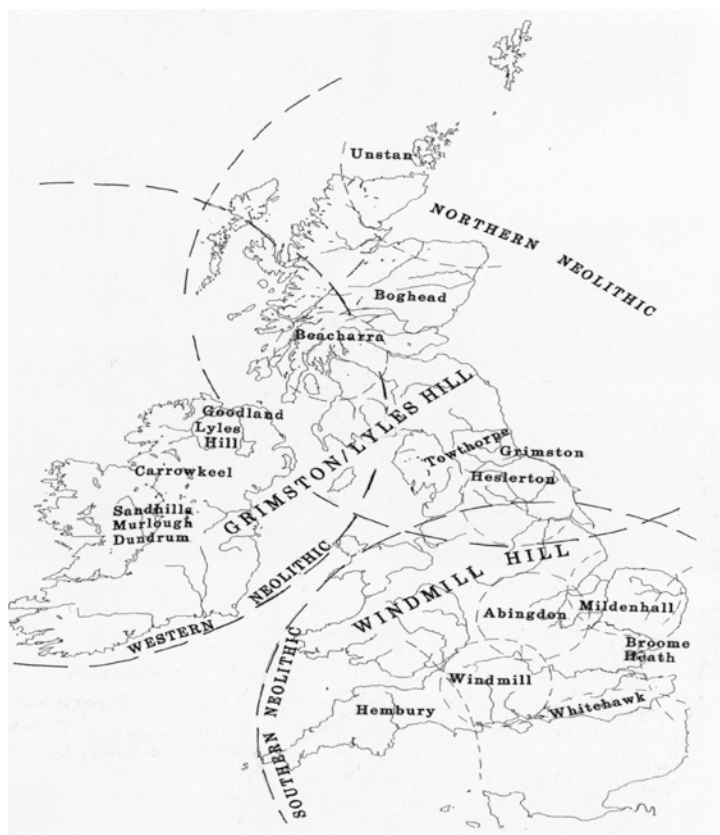 Unstan
NORTHERN NEOLITHIC
Boghead
Beacharra
Goodland
Lyles
Hill
GRIMSTON/LYLES HILL
Towthorpe
Grimston
Carrowkeel
Heslerton
Sandhills
Murlough
Dundrum
WESTERN NEOLITHIC
WINDMILL HILL
Abingdon
Mildenhall
Broome
Heath
SOUTHERN NEOLITHIC
Windmill
Hembury
Whitehawk